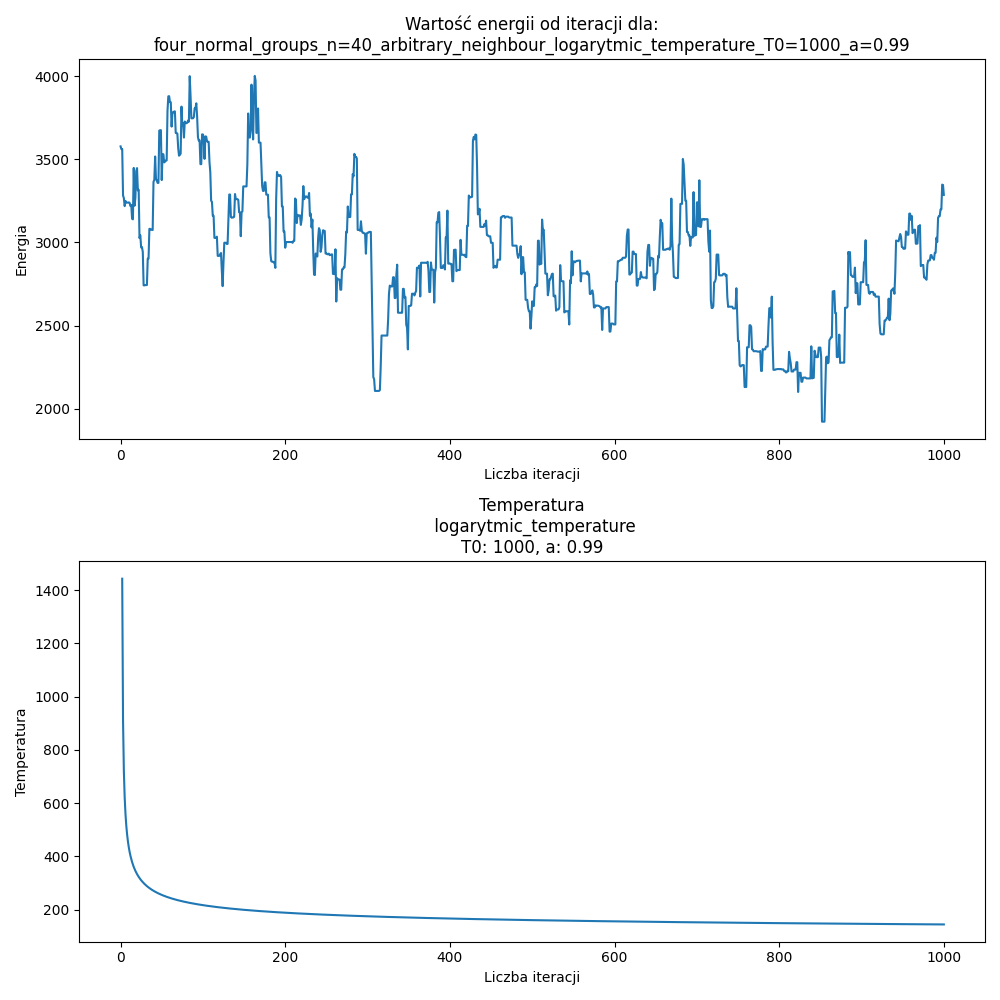 Wartość energii od iteracji dla:
four_normal_groups_n=40_arbitrary_neighbour_logarytmic_temperature_T0=1000_a=0.99
4000
3500
3000
2500
2000
Energia
0 200 400 600 800 1000
Liczba iteracji
Temperatura
logarytmic_temperature
T0: 1000, a: 0.99
1400
1200
1000
800
600
400
200
Temperatura
0 200 400 600 800 1000
Liczba iteracji